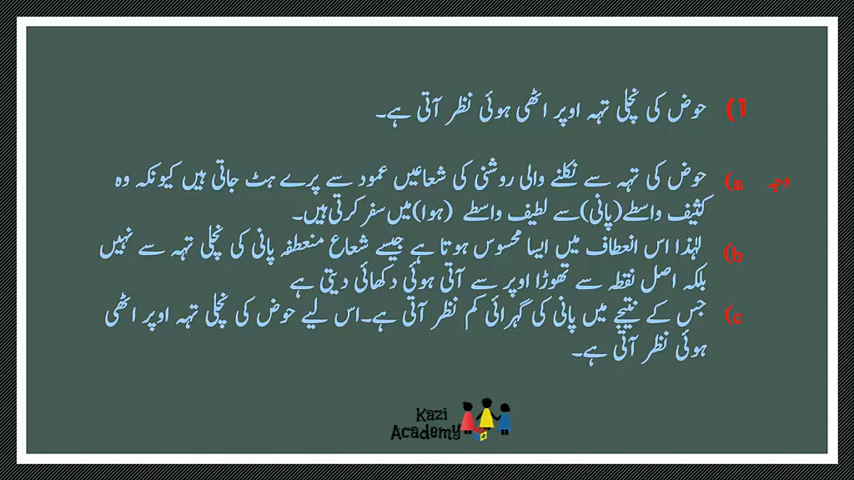 1) حوض کی نچلی تہہ اوپر اٹھی ہوئی نظر آتی ہے۔
وجہ a) حوض کی تہہ سے نکلنے والی روشنی کی شعاعیں عمود سے پرے ہٹ جاتی ہیں کیونکہ وہ
کثیف واسطے (پانی) سے لطیف واسطے (ہوا) میں سفر کرتی ہیں۔
b) لہٰذا اس انعطاف میں ایسا محسوس ہوتا ہے جیسے شعاع منعطفہ پانی کی نچلی تہہ سے نہیں
بلکہ اصل نقطہ سے تھوڑا اوپر سے آتی ہوئی دکھائی دیتی ہے
c) جس کے نتیجے میں پانی کی گہرائی کم نظر آتی ہے۔ اس لیے حوض کی نچلی تہہ اوپر اٹھی
ہوئی نظر آتی ہے۔
Kazi
Academy